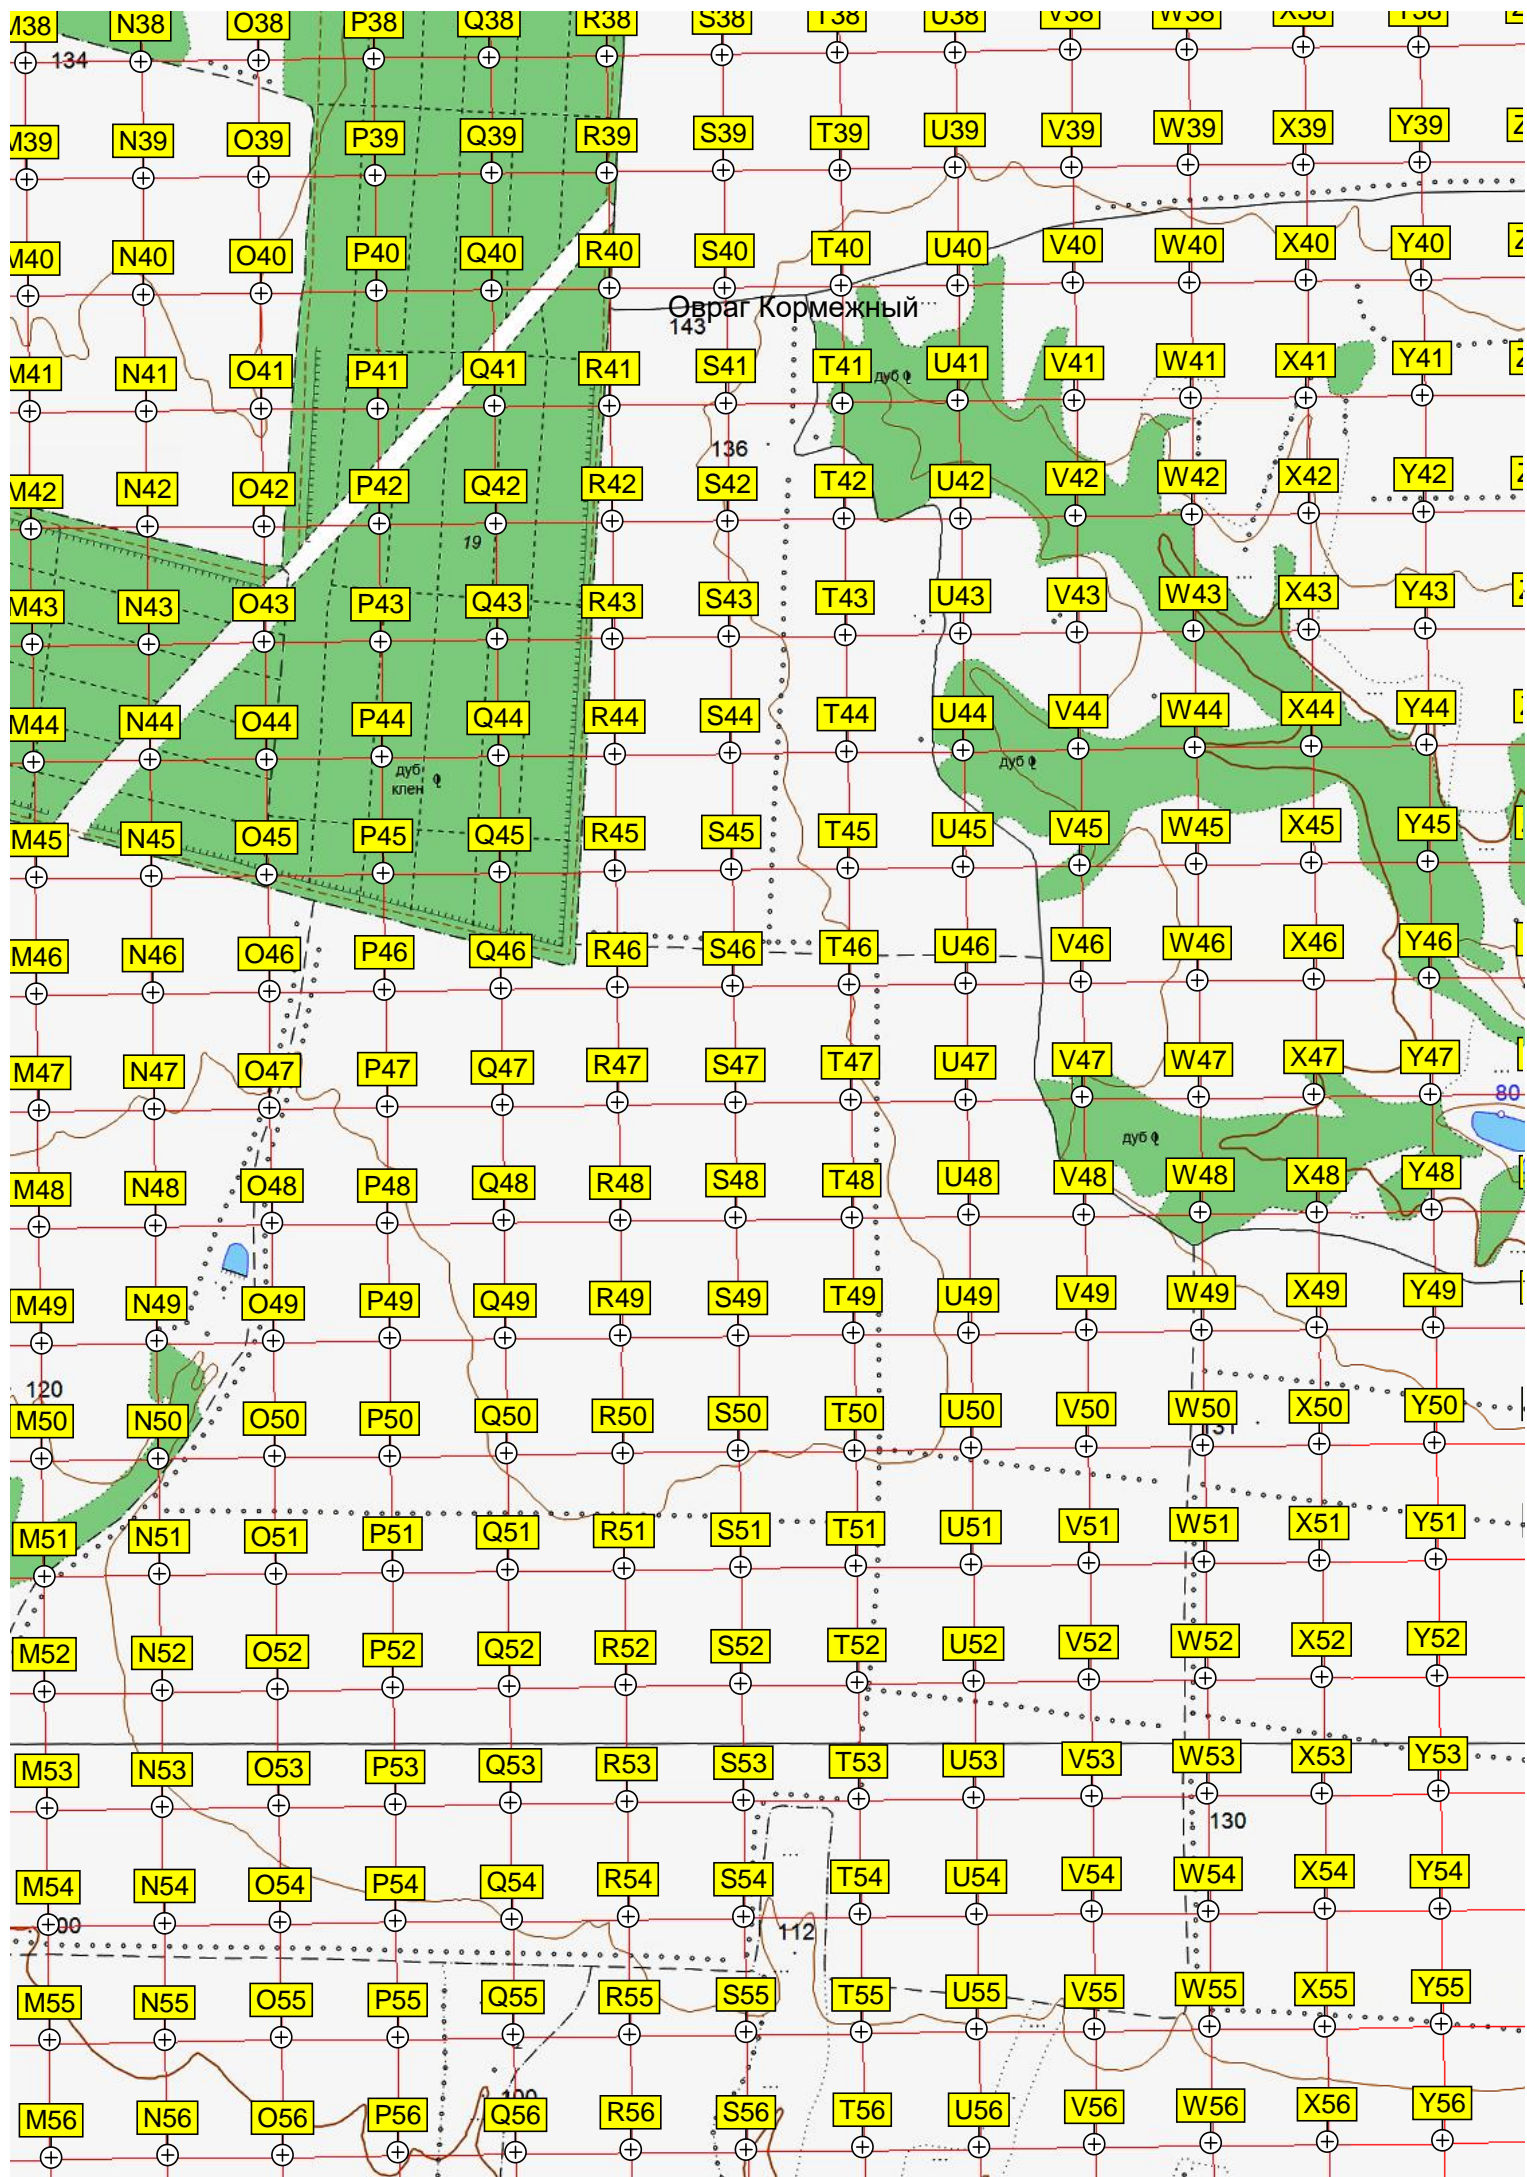 M38 N38 O38 P38 Q38 R38 S38 T38 U38 V38 W38 X38 Y38
134
M39 N39 O39 P39 Q39 R39 S39 T39 U39 V39 W39 X39 Y39
M40 N40 O40 P40 Q40 R40 S40 T40 U40 V40 W40 X40 Y40
Овраг Кормежный
143
M41 N41 O41 P41 Q41 R41 S41 T41 U41 V41 W41 X41 Y41
дуб
136
M42 N42 O42 P42 Q42 R42 S42 T42 U42 V42 W42 X42 Y42
19
M43 N43 O43 P43 Q43 R43 S43 T43 U43 V43 W43 X43 Y43
M44 N44 O44 P44 Q44 R44 S44 T44 U44 V44 W44 X44 Y44
дуб
дуб
клен
M45 N45 O45 P45 Q45 R45 S45 T45 U45 V45 W45 X45 Y45
M46 N46 O46 P46 Q46 R46 S46 T46 U46 V46 W46 X46 Y46
M47 N47 O47 P47 Q47 R47 S47 T47 U47 V47 W47 X47 Y47
80
дуб
M48 N48 O48 P48 Q48 R48 S48 T48 U48 V48 W48 X48 Y48
M49 N49 O49 P49 Q49 R49 S49 T49 U49 V49 W49 X49 Y49
120
M50 N50 O50 P50 Q50 R50 S50 T50 U50 V50 W50 X50 Y50
131
M51 N51 O51 P51 Q51 R51 S51 T51 U51 V51 W51 X51 Y51
M52 N52 O52 P52 Q52 R52 S52 T52 U52 V52 W52 X52 Y52
M53 N53 O53 P53 Q53 R53 S53 T53 U53 V53 W53 X53 Y53
130
M54 N54 O54 P54 Q54 R54 S54 T54 U54 V54 W54 X54 Y54
112
M55 N55 O55 P55 Q55 R55 S55 T55 U55 V55 W55 X55 Y55
M56 N56 O56 P56 Q56 R56 S56 T56 U56 V56 W56 X56 Y56